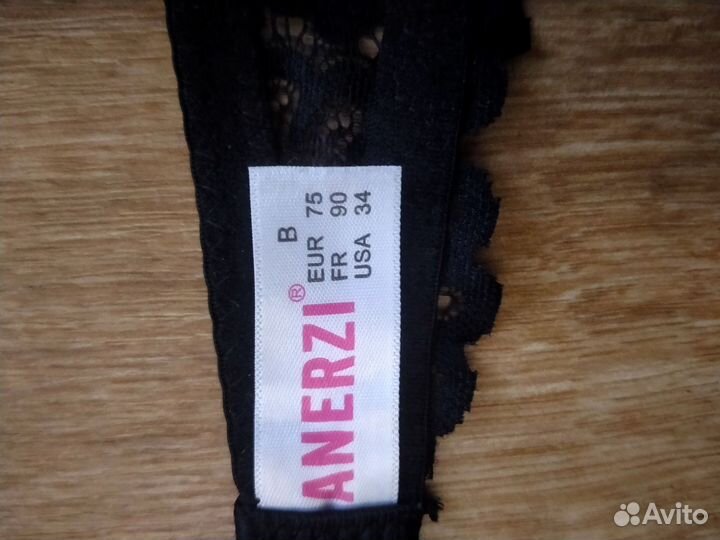 ANERZI®
B
EUR 75
FR 90
USA 34
Avito